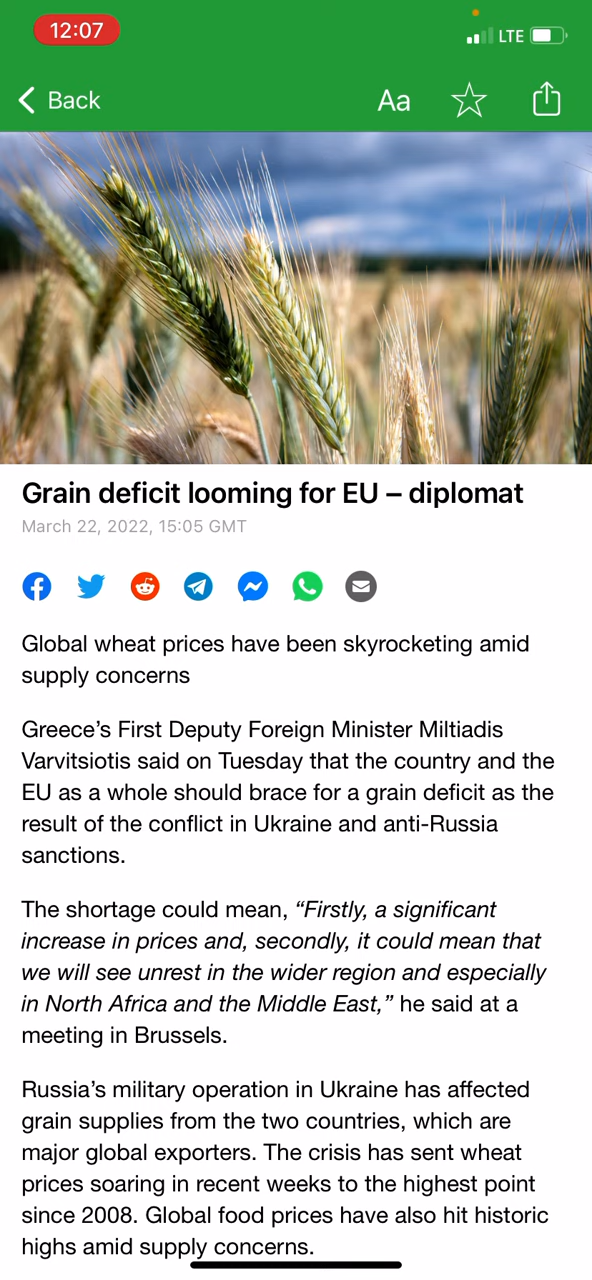 12:07
LTE
Back
Aa
Grain deficit looming for EU – diplomat
March 22, 2022, 15:05 GMT
Global wheat prices have been skyrocketing amid
supply concerns
Greece’s First Deputy Foreign Minister Miltiadis
Varvitsiotis said on Tuesday that the country and the
EU as a whole should brace for a grain deficit as the
result of the conflict in Ukraine and anti-Russia
sanctions.
The shortage could mean, “Firstly, a significant
increase in prices and, secondly, it could mean that
we will see unrest in the wider region and especially
in North Africa and the Middle East,” he said at a
meeting in Brussels.
Russia’s military operation in Ukraine has affected
grain supplies from the two countries, which are
major global exporters. The crisis has sent wheat
prices soaring in recent weeks to the highest point
since 2008. Global food prices have also hit historic
highs amid supply concerns.